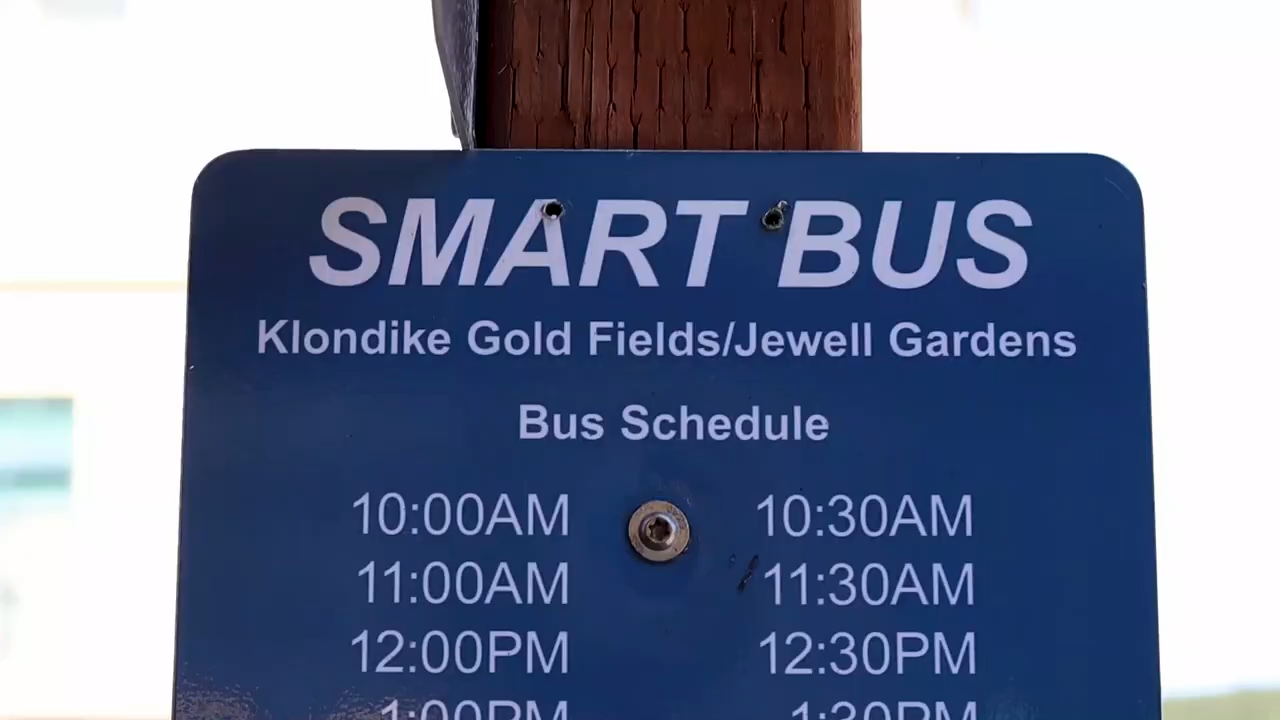 SMART BUS
Klondike Gold Fields/Jewell Gardens
Bus Schedule
10:00AM 10:30AM
11:00AM 11:30AM
12:00PM 12:30PM
1:00PM 1:30PM